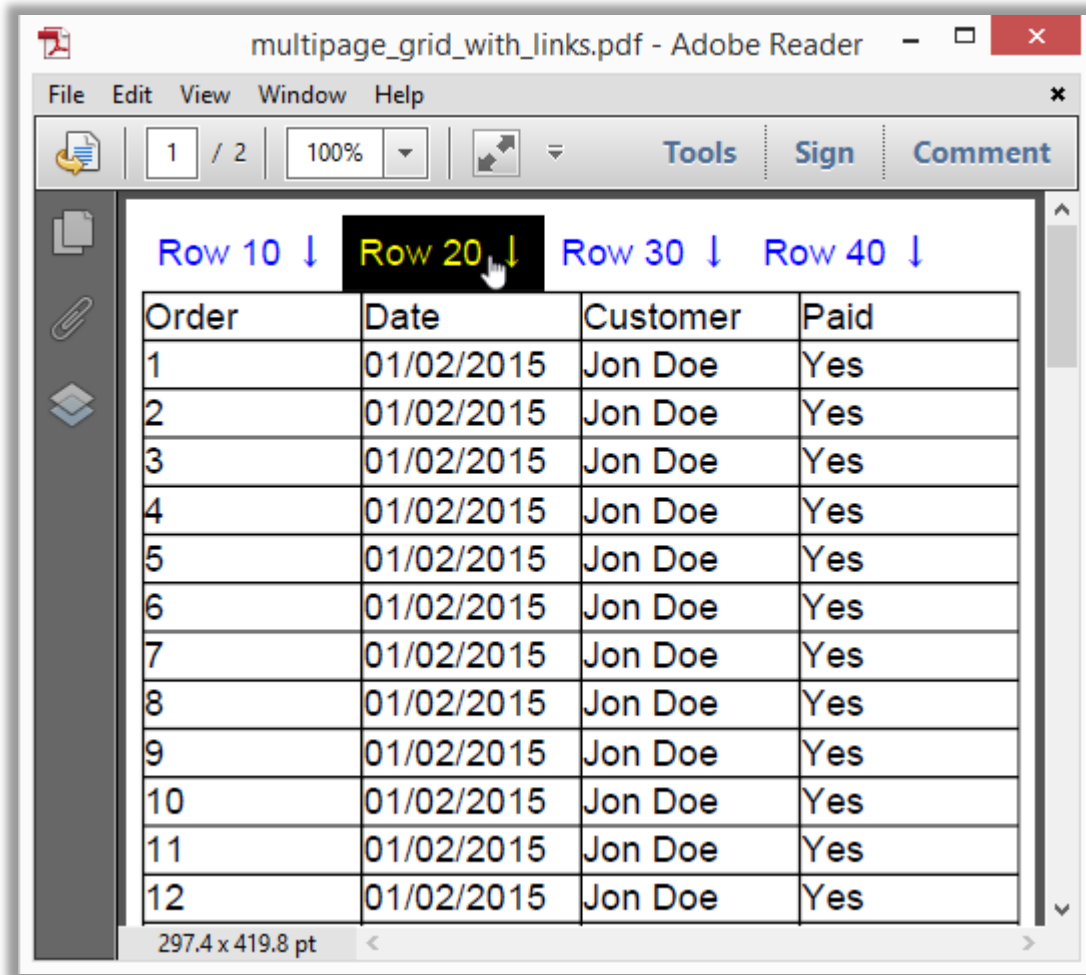 multipage_grid_with_links.pdf - Adobe Reader
File Edit View Window Help
1 / 2 100% Tools Sign Comment
Row 10 ↓ Row 20 ↓ Row 30 ↓ Row 40 ↓
Order Date Customer Paid
1 01/02/2015 Jon Doe Yes
2 01/02/2015 Jon Doe Yes
3 01/02/2015 Jon Doe Yes
4 01/02/2015 Jon Doe Yes
5 01/02/2015 Jon Doe Yes
6 01/02/2015 Jon Doe Yes
7 01/02/2015 Jon Doe Yes
8 01/02/2015 Jon Doe Yes
9 01/02/2015 Jon Doe Yes
10 01/02/2015 Jon Doe Yes
11 01/02/2015 Jon Doe Yes
12 01/02/2015 Jon Doe Yes
297.4 x 419.8 pt